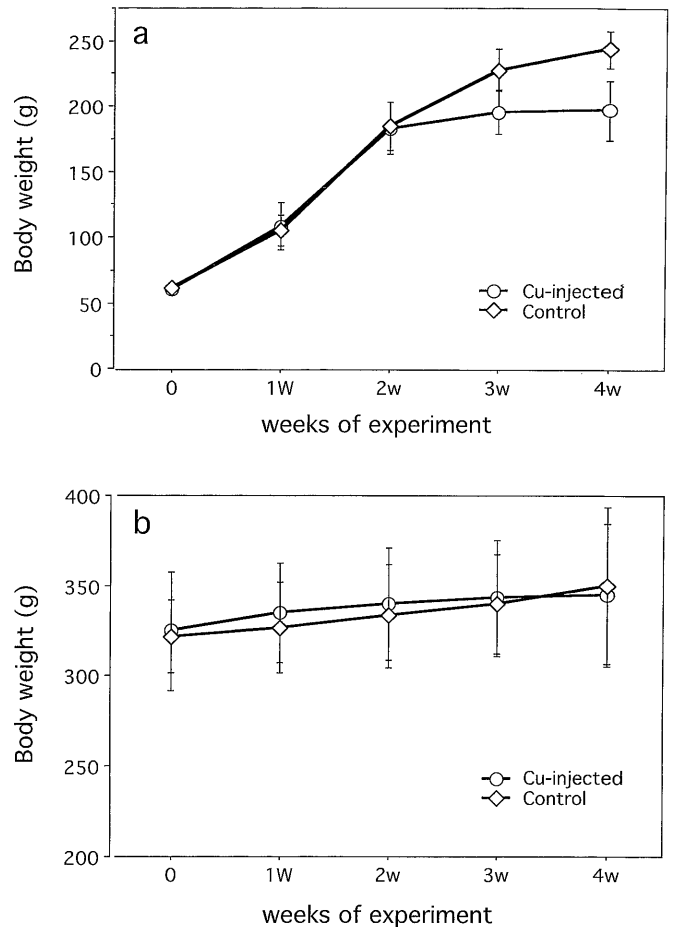 a
250
200
150
100
50
0
Body weight (g)
Cu-injected
Control
0 1W 2w 3w 4w
weeks of experiment
b
400
350
300
250
200
Body weight (g)
Cu-injected
Control
0 1W 2w 3w 4w
weeks of experiment